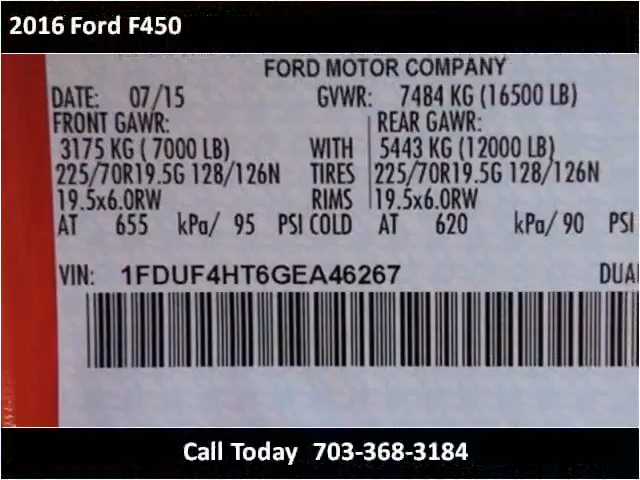 2016 Ford F450
FORD MOTOR COMPANY
DATE: 07/15 GVWR: 7484 KG (16500 LB)
FRONT GAWR: REAR GAWR:
3175 KG ( 7000 LB) WITH 5443 KG (12000 LB)
225/70R19.5G 128/126N TIRES 225/70R19.5G 128/126N
19.5x6.0RW RIMS 19.5x6.0RW
AT 655 kPa/ 95 PSI COLD AT 620 kPa/ 90 PSI
VIN: 1FDUF4HT6GEA46267 DUAL
Call Today 703-368-3184